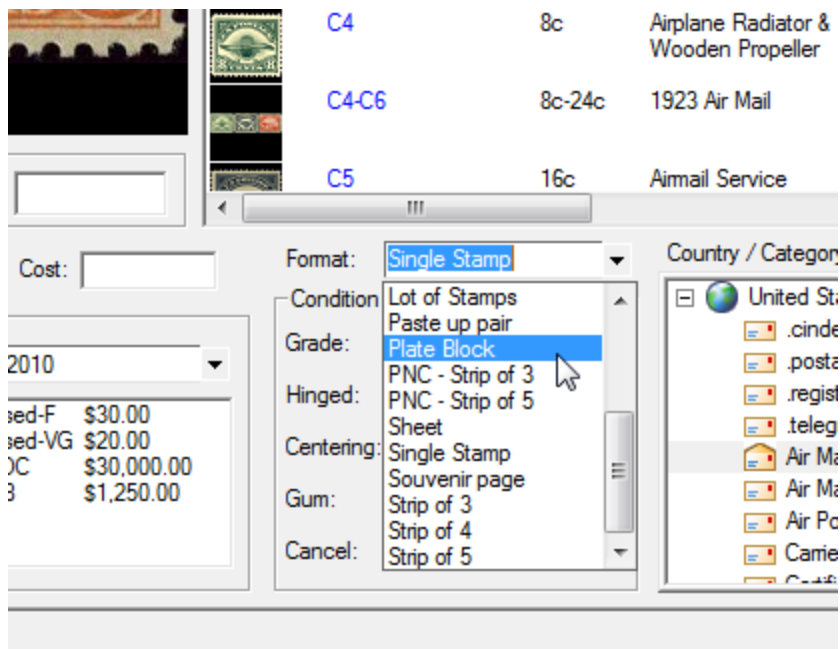 C4 8c Airplane Radiator &
Wooden Propeller
C4-C6 8c-24c 1923 Air Mail
C5 16c Airmail Service
Cost:
Format: Single Stamp
Country / Category
Condition
Lot of Stamps
Paste up pair
Plate Block
PNC - Strip of 3
PNC - Strip of 5
Sheet
Single Stamp
Souvenir page
Strip of 3
Strip of 4
Strip of 5
Grade:
Hinged:
Centering:
Gum:
Cancel:
2010
sed-F $30.00
sed-VG $20.00
$30,000.00
$1,250.00
United Sta
.cinde
.posta
.regist
.teleg
Air Ma
Air Ma
Air Po
Carrie